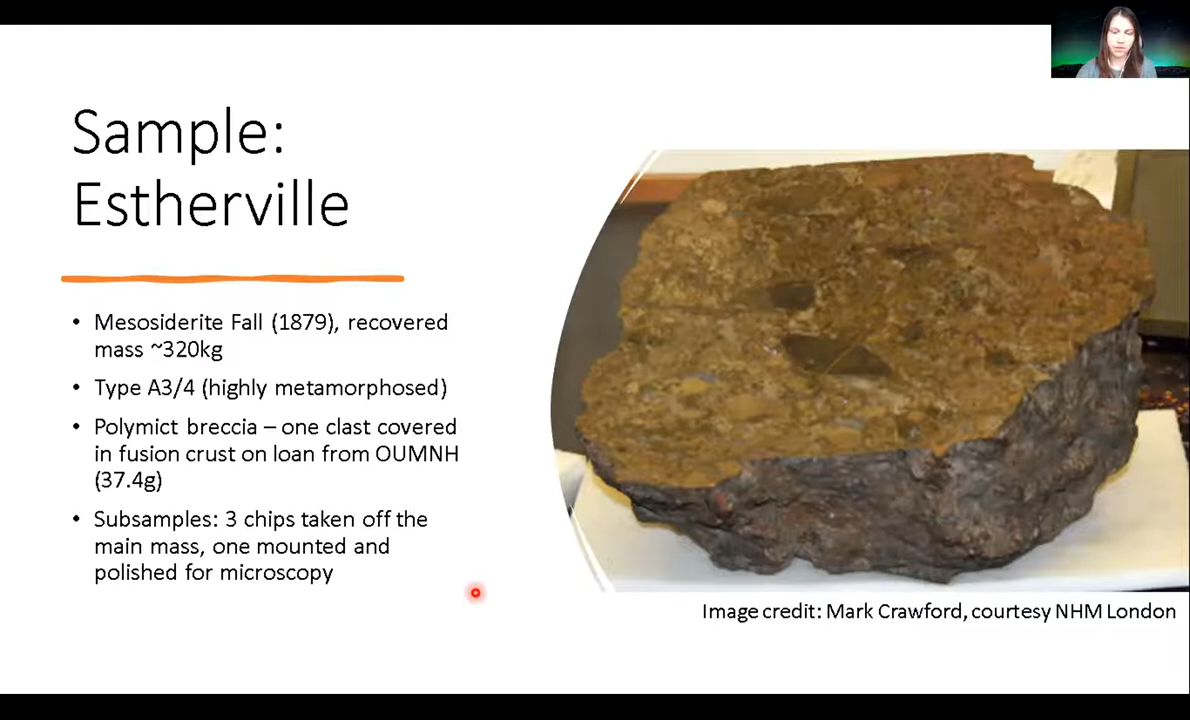 Sample:
Estherville
• Mesosiderite Fall (1879), recovered
mass ~320kg
• Type A3/4 (highly metamorphosed)
• Polymict breccia – one clast covered
in fusion crust on loan from OUMNH
(37.4g)
• Subsamples: 3 chips taken off the
main mass, one mounted and
polished for microscopy
Image credit: Mark Crawford, courtesy NHM London